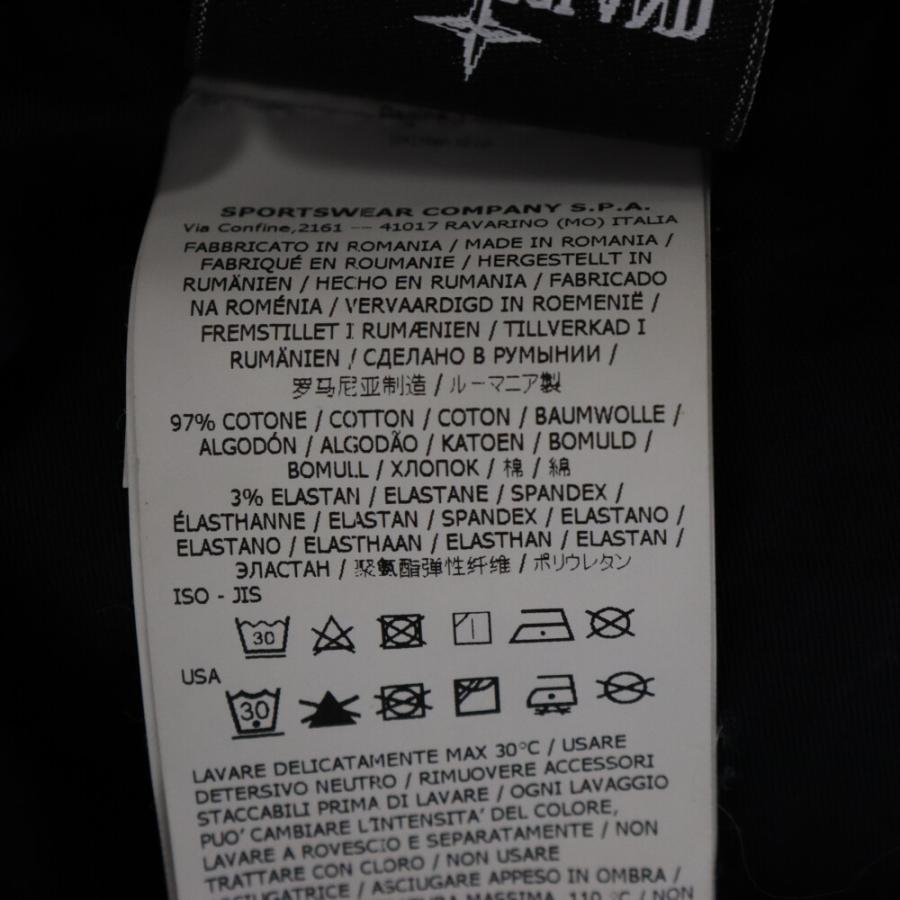 SPORTSWEAR COMPANY S.P.A.
Via Confine,2161 -- 41017 RAVARINO (MO) ITALIA
FABBRICATO IN ROMANIA / MADE IN ROMANIA /
FABRIQUÉ EN ROUMANIE / HERGESTELLT IN
RUMÄNIEN / HECHO EN RUMANIA / FABRICADO
NA ROMÉNIA / VERVAARDIGD IN ROEMENIË /
FREMSTILLET I RUMÆNIEN / TILLVERKAD I
RUMÄNIEN / СДЕЛАНО В РУМЫНИИ /
罗马尼亚制造 / ルーマニア製
97% COTONE / COTTON / COTON / BAUMWOLLE /
ALGODÓN / ALGODÃO / KATOEN / BOMULD /
BOMULL / ХЛОПОК / 棉 / 綿
3% ELASTAN / ELASTANE / SPANDEX /
ÉLASTHANNE / ELASTAN / SPANDEX / ELASTANO /
ELASTANO / ELASTHAAN / ELASTHAN / ELASTAN /
ЭЛАСТАН / 聚氨酯弹性纤维 / ポリウレタン
ISO - JIS
30
USA
30
LAVARE DELICATAMENTE MAX 30°C / USARE
DETERSIVO NEUTRO / RIMUOVERE ACCESSORI
STACCABILI PRIMA DI LAVARE / OGNI LAVAGGIO
PUO' CAMBIARE L'INTENSITA' DEL COLORE,
LAVARE A ROVESCIO E SEPARATAMENTE / NON
TRATTARE CON CLORO / NON USARE
ASCIUGATRICE / ASCIUGARE APPESO IN OMBRA /
MASSIMA 110 °C / NON